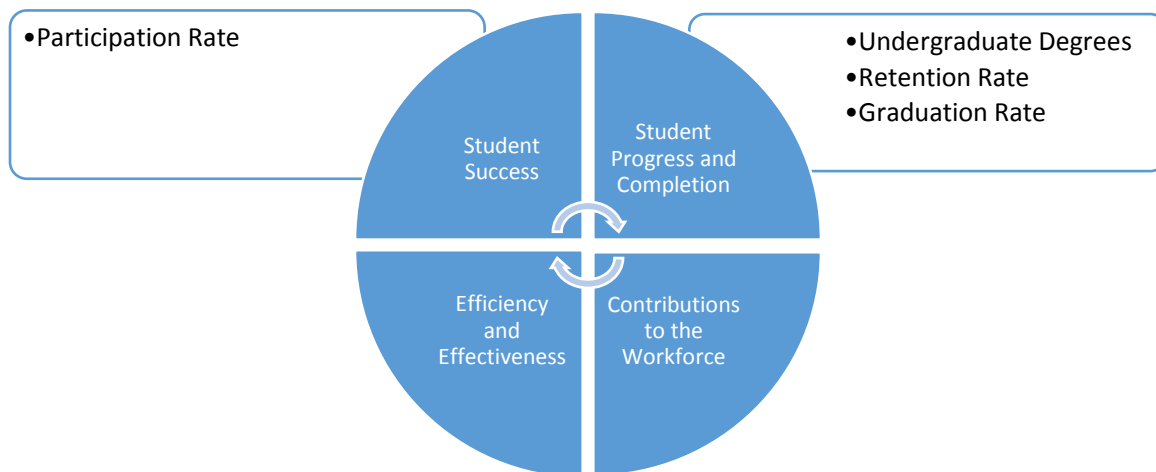 •Participation Rate
•Undergraduate Degrees
•Retention Rate
•Graduation Rate
Student
Success
Student
Progress and
Completion
Efficiency
and
Effectiveness
Contributions
to the
Workforce